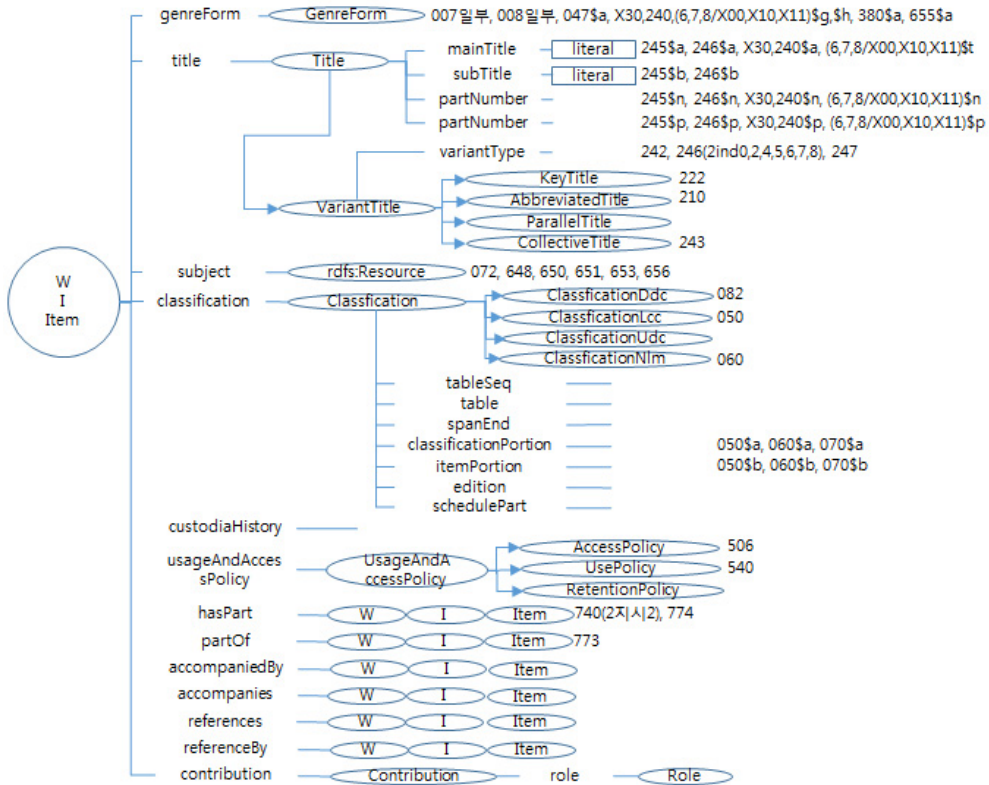 genreForm GenreForm 007일부, 008일부, 047$a, X30,240,(6,7,8/X00,X10,X11)$g,$h, 380$a, 655$a
title Title
mainTitle literal 245$a, 246$a, X30,240$a, (6,7,8/X00,X10,X11)$t
subTitle literal 245$b, 246$b
partNumber 245$n, 246$n, X30,240$n, (6,7,8/X00,X10,X11)$n
partNumber 245$p, 246$p, X30,240$p, (6,7,8/X00,X10,X11)$p
variantType 242, 246(2ind0,2,4,5,6,7,8), 247
VariantTitle
KeyTitle 222
AbbreviatedTitle 210
ParallelTitle
CollectiveTitle 243
W
I
Item
subject rdfs:Resource 072, 648, 650, 651, 653, 656
classification Classfication
ClassficationDdc 082
ClassficationLcc 050
ClassficationUdc
ClassficationNlm 060
tableSeq
table
spanEnd
classificationPortion 050$a, 060$a, 070$a
itemPortion 050$b, 060$b, 070$b
edition
schedulePart
custodiaHistory
usageAndAcces
sPolicy
UsageAndA
ccessPolicy
AccessPolicy 506
UsePolicy 540
RetentionPolicy
hasPart W I Item 740(2지시2), 774
partOf W I Item 773
accompaniedBy W I Item
accompanies W I Item
references W I Item
referenceBy W I Item
contribution Contribution role Role